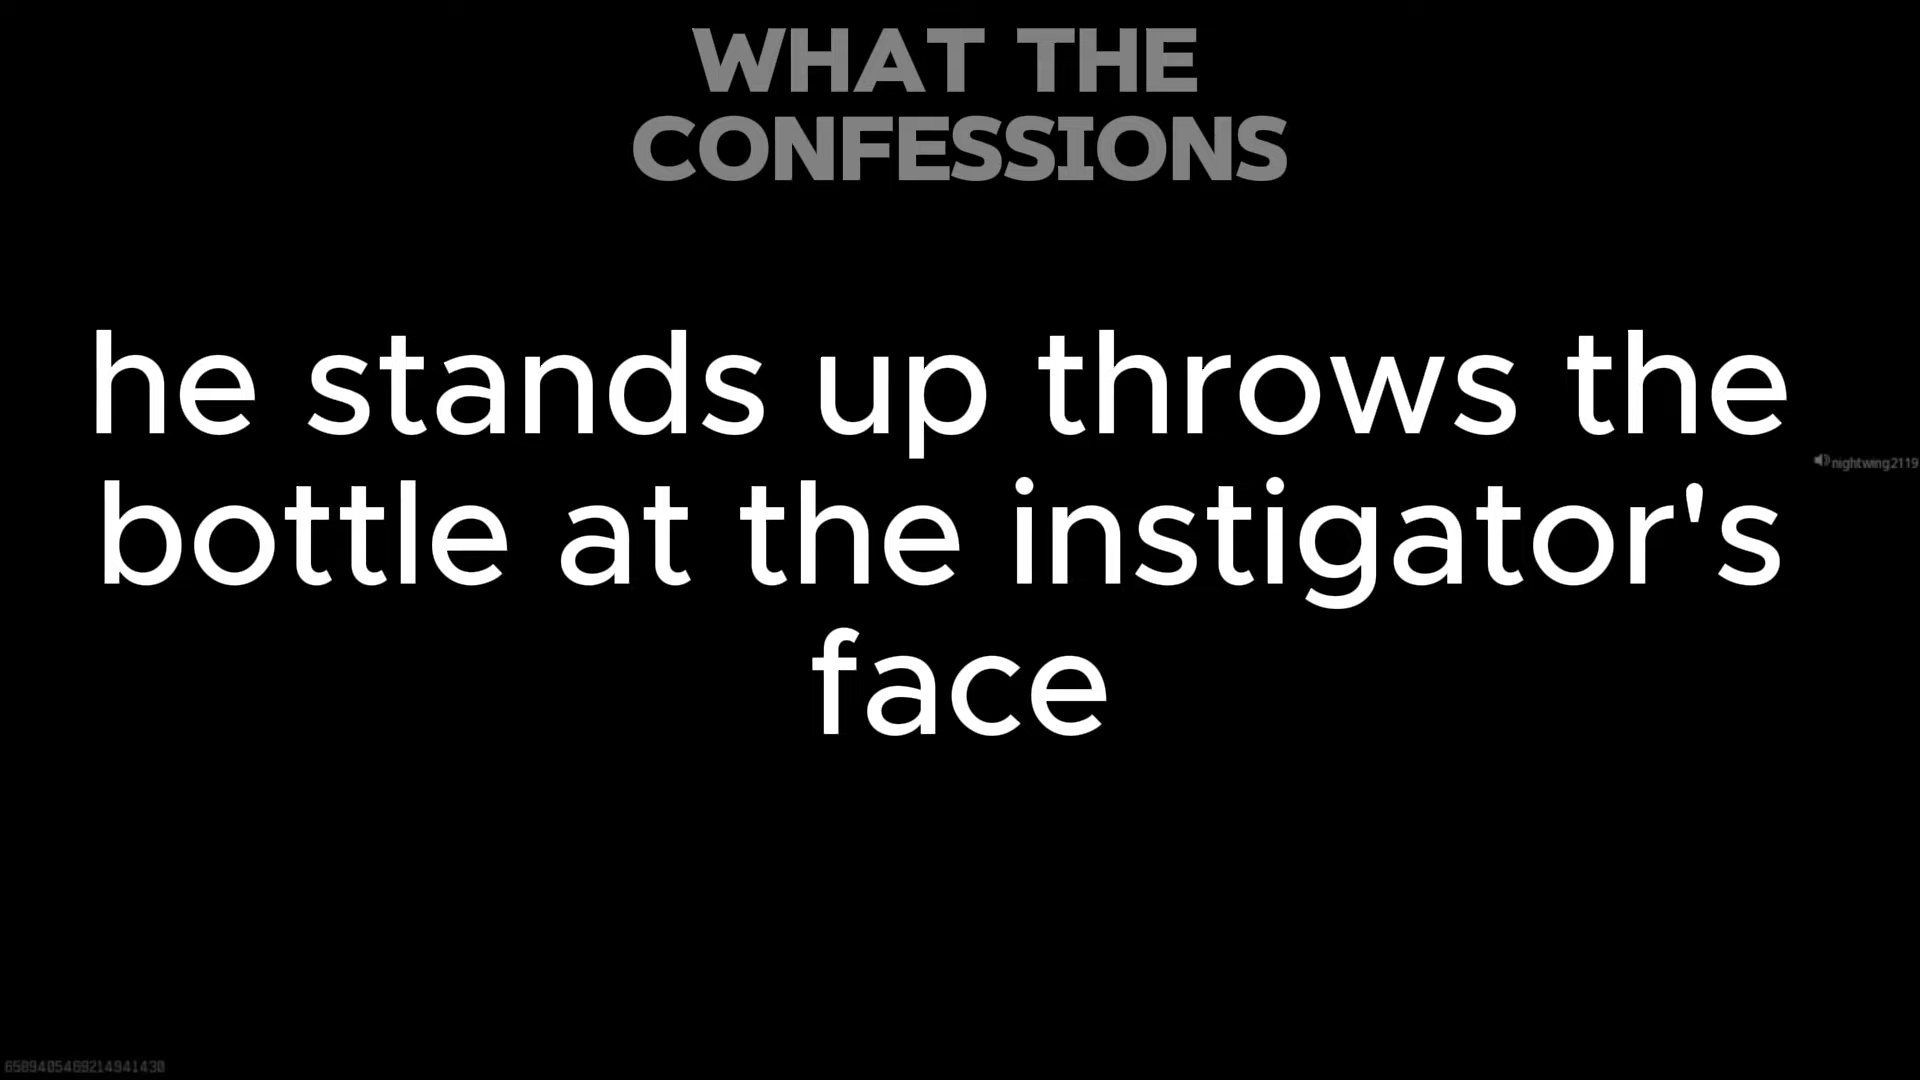 WHAT THE
CONFESSIONS
he stands up throws the
bottle at the instigator's
face
nightwing2119
6589405469214941430